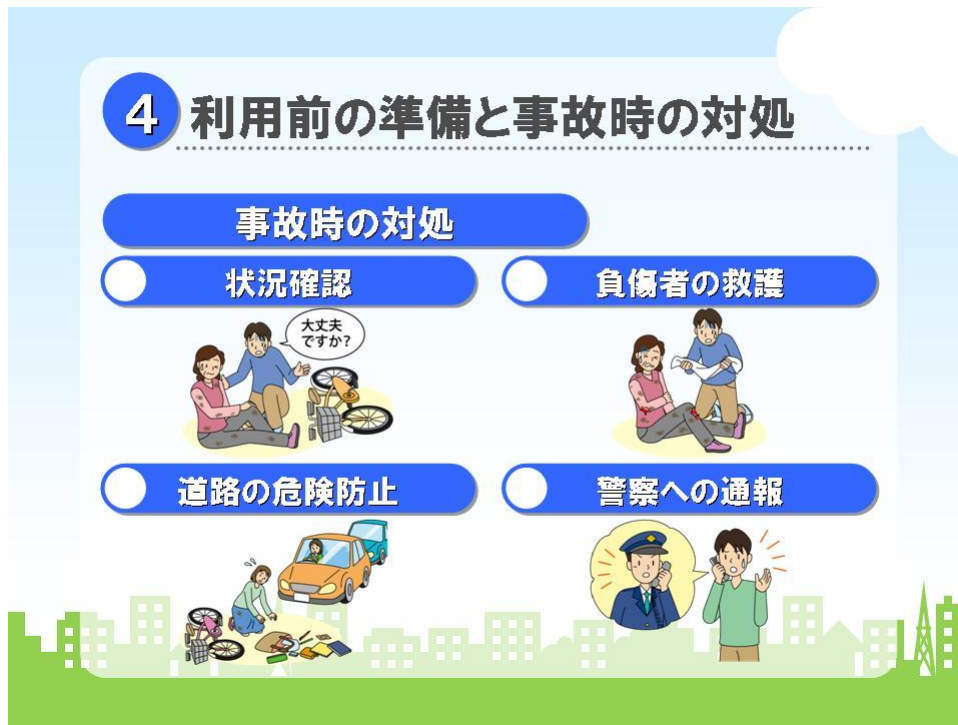 4 利用前の準備と事故時の対処
事故時の対処
状況確認
負傷者の救護
大丈夫
ですか?
道路の危険防止
警察への通報